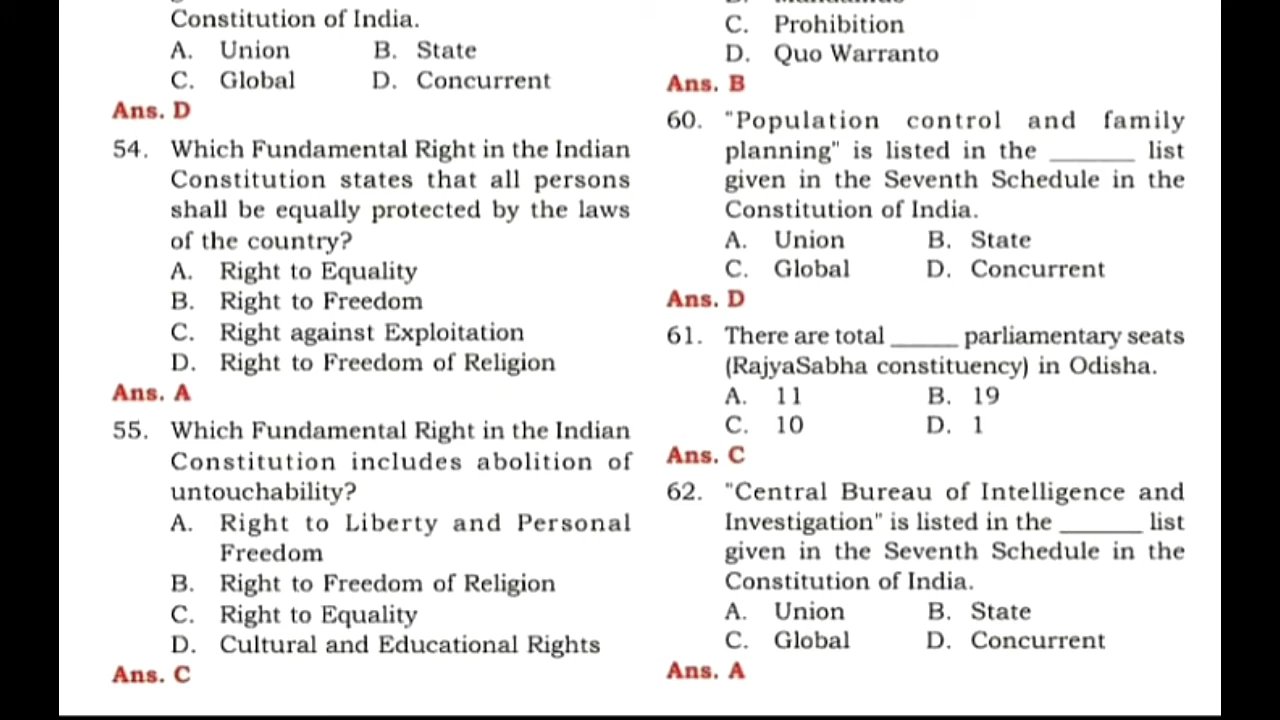 Constitution of India.
A. Union B. State
C. Global D. Concurrent
Ans. D
54. Which Fundamental Right in the Indian
Constitution states that all persons
shall be equally protected by the laws
of the country?
A. Right to Equality
B. Right to Freedom
C. Right against Exploitation
D. Right to Freedom of Religion
Ans. A
55. Which Fundamental Right in the Indian
Constitution includes abolition of
untouchability?
A. Right to Liberty and Personal
Freedom
B. Right to Freedom of Religion
C. Right to Equality
D. Cultural and Educational Rights
Ans. C
C. Prohibition
D. Quo Warranto
Ans. B
60. "Population control and family
planning" is listed in the ______ list
given in the Seventh Schedule in the
Constitution of India.
A. Union B. State
C. Global D. Concurrent
Ans. D
61. There are total _____ parliamentary seats
(RajyaSabha constituency) in Odisha.
A. 11 B. 19
C. 10 D. 1
Ans. C
62. "Central Bureau of Intelligence and
Investigation" is listed in the ______ list
given in the Seventh Schedule in the
Constitution of India.
A. Union B. State
C. Global D. Concurrent
Ans. A